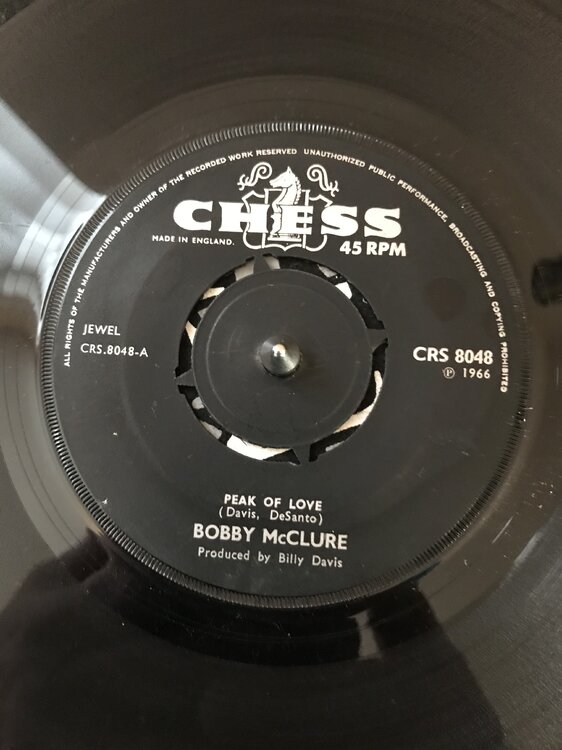 ALL RIGHTS OF THE MANUFACTURERS AND OWNER OF THE RECORDED WORK RESERVED UNAUTHORIZED PUBLIC PERFORMANCE, BROADCASTING AND COPYING PROHIBITED
CHESS
MADE IN ENGLAND.
45 RPM
JEWEL
CRS.8048-A
CRS 8048
℗ 1966
PEAK OF LOVE
(Davis, DeSanto)
BOBBY McCLURE
Produced by Billy Davis